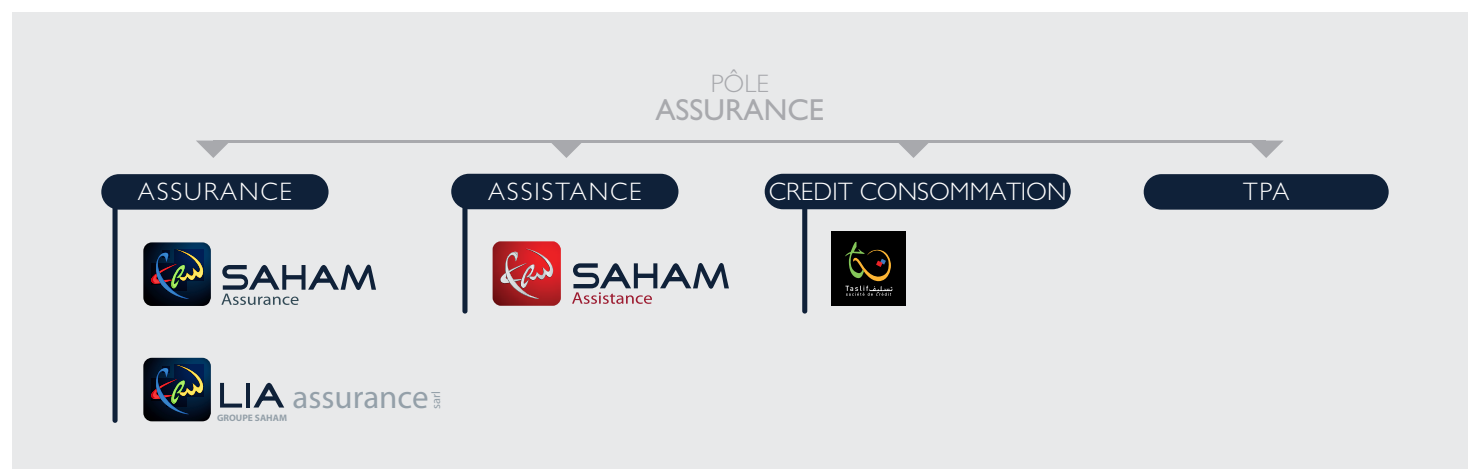 PÔLE
ASSURANCE
ASSURANCE
ASSISTANCE
CREDIT CONSOMMATION
TPA
SAHAM
Assurance
SAHAM
Assistance
Taslif تسليف
société de crédit
LIA assurance sarl
GROUPE SAHAM